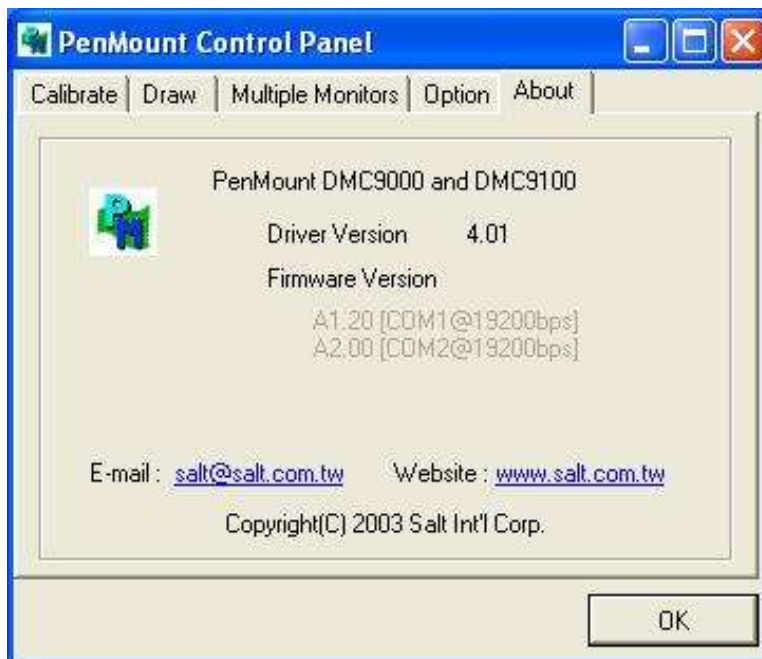 PenMount Control Panel
Calibrate Draw Multiple Monitors Option About
PenMount DMC9000 and DMC9100
PM
Driver Version 4.01
Firmware Version
A1.20 [COM1@19200bps]
A2.00 [COM2@19200bps]
E-mail : salt@salt.com.tw Website : www.salt.com.tw
Copyright(C) 2003 Salt Int'l Corp.
OK